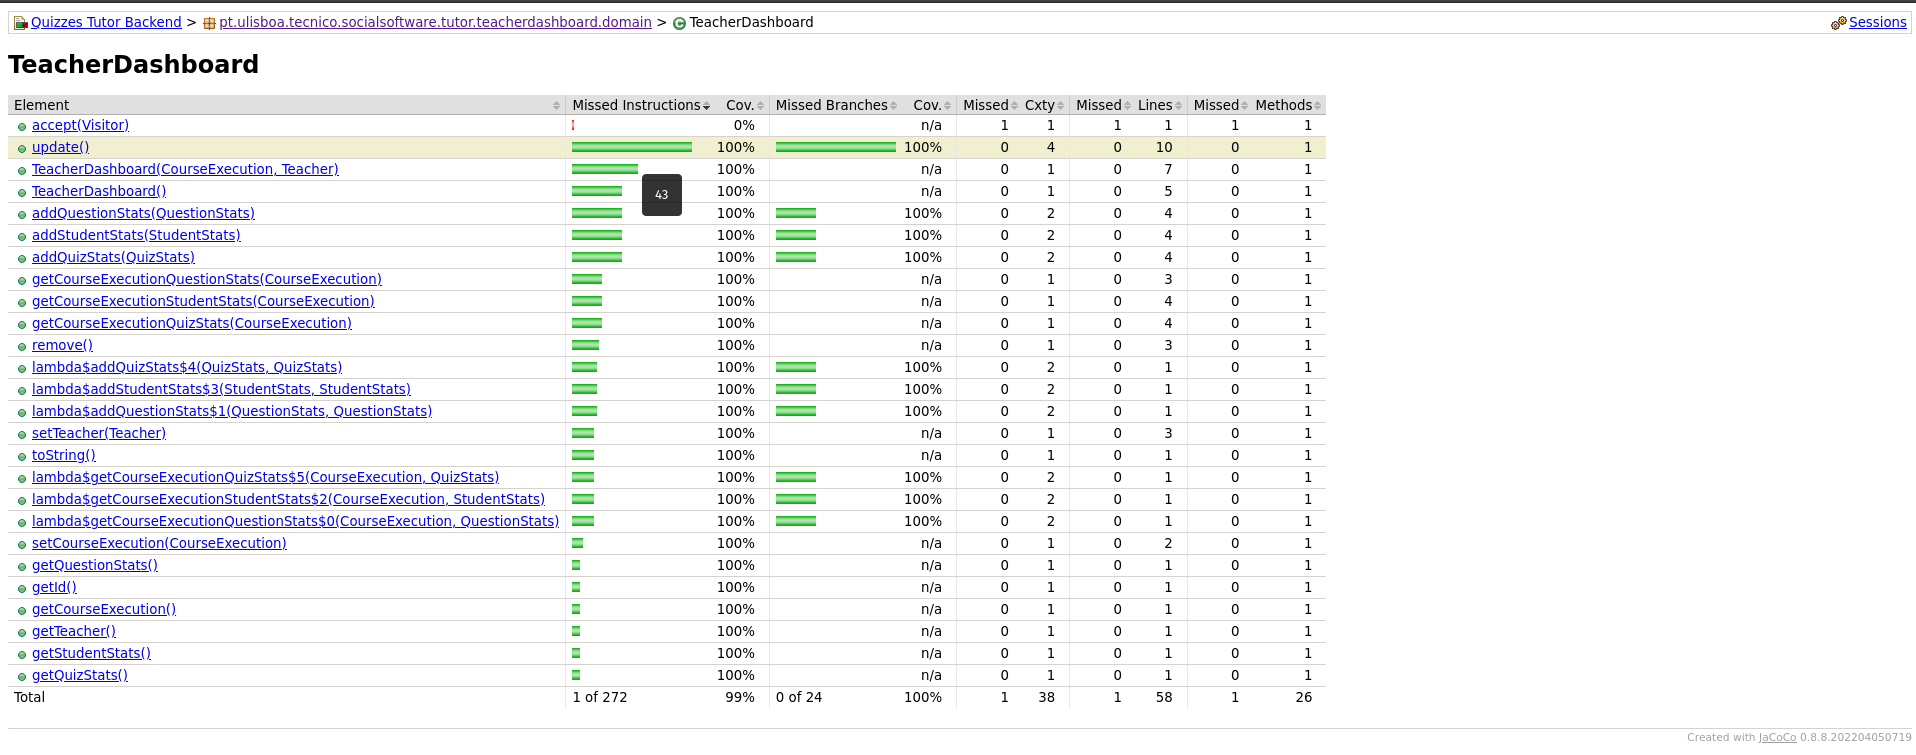 Quizzes Tutor Backend > pt.ulisboa.tecnico.socialsoftware.tutor.teacherdashboard.domain > TeacherDashboard Sessions
TeacherDashboard
Element Missed Instructions Cov. Missed Branches Cov. Missed Cxty Missed Lines Missed Methods
accept(Visitor) 0% n/a 1 1 1 1 1 1
update() 100% 100% 0 4 0 10 0 1
TeacherDashboard(CourseExecution, Teacher) 100% n/a 0 1 0 7 0 1
TeacherDashboard() 100% n/a 0 1 0 5 0 1
43
addQuestionStats(QuestionStats) 100% 100% 0 2 0 4 0 1
addStudentStats(StudentStats) 100% 100% 0 2 0 4 0 1
addQuizStats(QuizStats) 100% 100% 0 2 0 4 0 1
getCourseExecutionQuestionStats(CourseExecution) 100% n/a 0 1 0 3 0 1
getCourseExecutionStudentStats(CourseExecution) 100% n/a 0 1 0 4 0 1
getCourseExecutionQuizStats(CourseExecution) 100% n/a 0 1 0 4 0 1
remove() 100% n/a 0 1 0 3 0 1
lambda$addQuizStats$4(QuizStats, QuizStats) 100% 100% 0 2 0 1 0 1
lambda$addStudentStats$3(StudentStats, StudentStats) 100% 100% 0 2 0 1 0 1
lambda$addQuestionStats$1(QuestionStats, QuestionStats) 100% 100% 0 2 0 1 0 1
setTeacher(Teacher) 100% n/a 0 1 0 3 0 1
toString() 100% n/a 0 1 0 1 0 1
lambda$getCourseExecutionQuizStats$5(CourseExecution, QuizStats) 100% 100% 0 2 0 1 0 1
lambda$getCourseExecutionStudentStats$2(CourseExecution, StudentStats) 100% 100% 0 2 0 1 0 1
lambda$getCourseExecutionQuestionStats$0(CourseExecution, QuestionStats) 100% 100% 0 2 0 1 0 1
setCourseExecution(CourseExecution) 100% n/a 0 1 0 2 0 1
getQuestionStats() 100% n/a 0 1 0 1 0 1
getId() 100% n/a 0 1 0 1 0 1
getCourseExecution() 100% n/a 0 1 0 1 0 1
getTeacher() 100% n/a 0 1 0 1 0 1
getStudentStats() 100% n/a 0 1 0 1 0 1
getQuizStats() 100% n/a 0 1 0 1 0 1
Total 1 of 272 99% 0 of 24 100% 1 38 1 58 1 26
Created with JaCoCo 0.8.8.202204050719